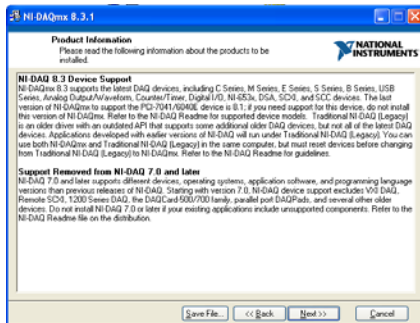 NI-DAQmx 8.3.1
Product Information
Please read the following information about the products to be
installed.
NATIONAL
INSTRUMENTS
NI-DAQ 8.3 Device Support
NI-DAQmx 8.3 supports the latest DAQ devices, including C Series, M Series, E Series, S Series, B Series, USB
Series, Analog Output/Waveform, Counter/Timer, Digital I/O, NI-653x, DSA, SCXI, and SCC devices. The last
version of NI-DAQmx to support the PCI-7041/6040E device is 8.1; if you need support for this device, do not install
this version of NI-DAQmx. Refer to the NI-DAQ Readme for supported device models. Traditional NI-DAQ (Legacy)
is an older driver with an outdated API that supports some additional older DAQ devices, but not all of the latest DAQ
devices. Applications developed with earlier versions of NI-DAQ will run under Traditional NI-DAQ (Legacy). You can
use both NI-DAQmx and Traditional NI-DAQ (Legacy) in the same computer, but must reset devices before changing
from Traditional NI-DAQ (Legacy) to NI-DAQmx. Refer to the NI-DAQ Readme for guidelines.
Support Removed from NI-DAQ 7.0 and later
NI-DAQ 7.0 and later supports different devices, operating systems, application software, and programming language
versions than previous releases of NI-DAQ. Starting with version 7.0, NI-DAQ device support excludes VXI DAQ,
Remote SCXI, 1200 Series DAQ, the DAQCard-500/700 family, parallel port DAQPads, and several other older
devices. Do not install NI-DAQ 7.0 or later if your existing applications include unsupported components. Refer to the
NI-DAQ Readme file on the distribution.
Save File... << Back Next >> Cancel